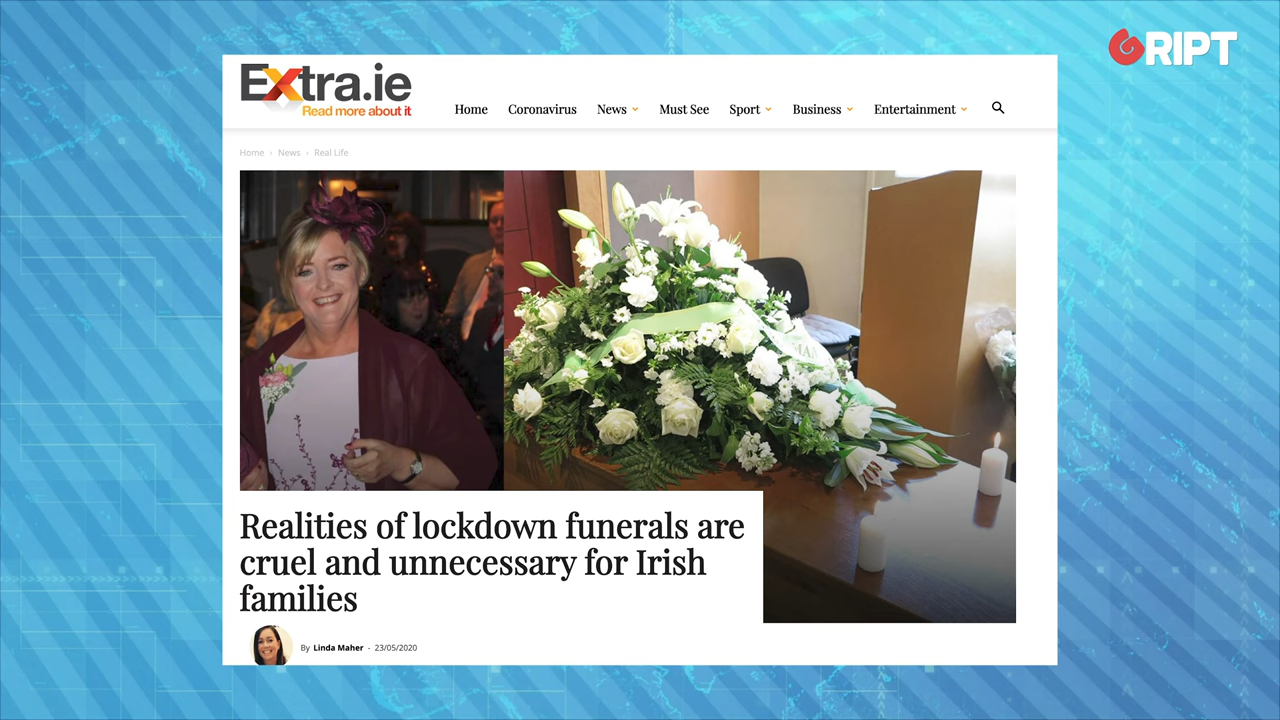 GRIPT
Extra.ie
Read more about it
Home Coronavirus News Must See Sport Business Entertainment
Home › News › Real Life
MAN
Realities of lockdown funerals are
cruel and unnecessary for Irish
families
By Linda Maher - 23/05/2020